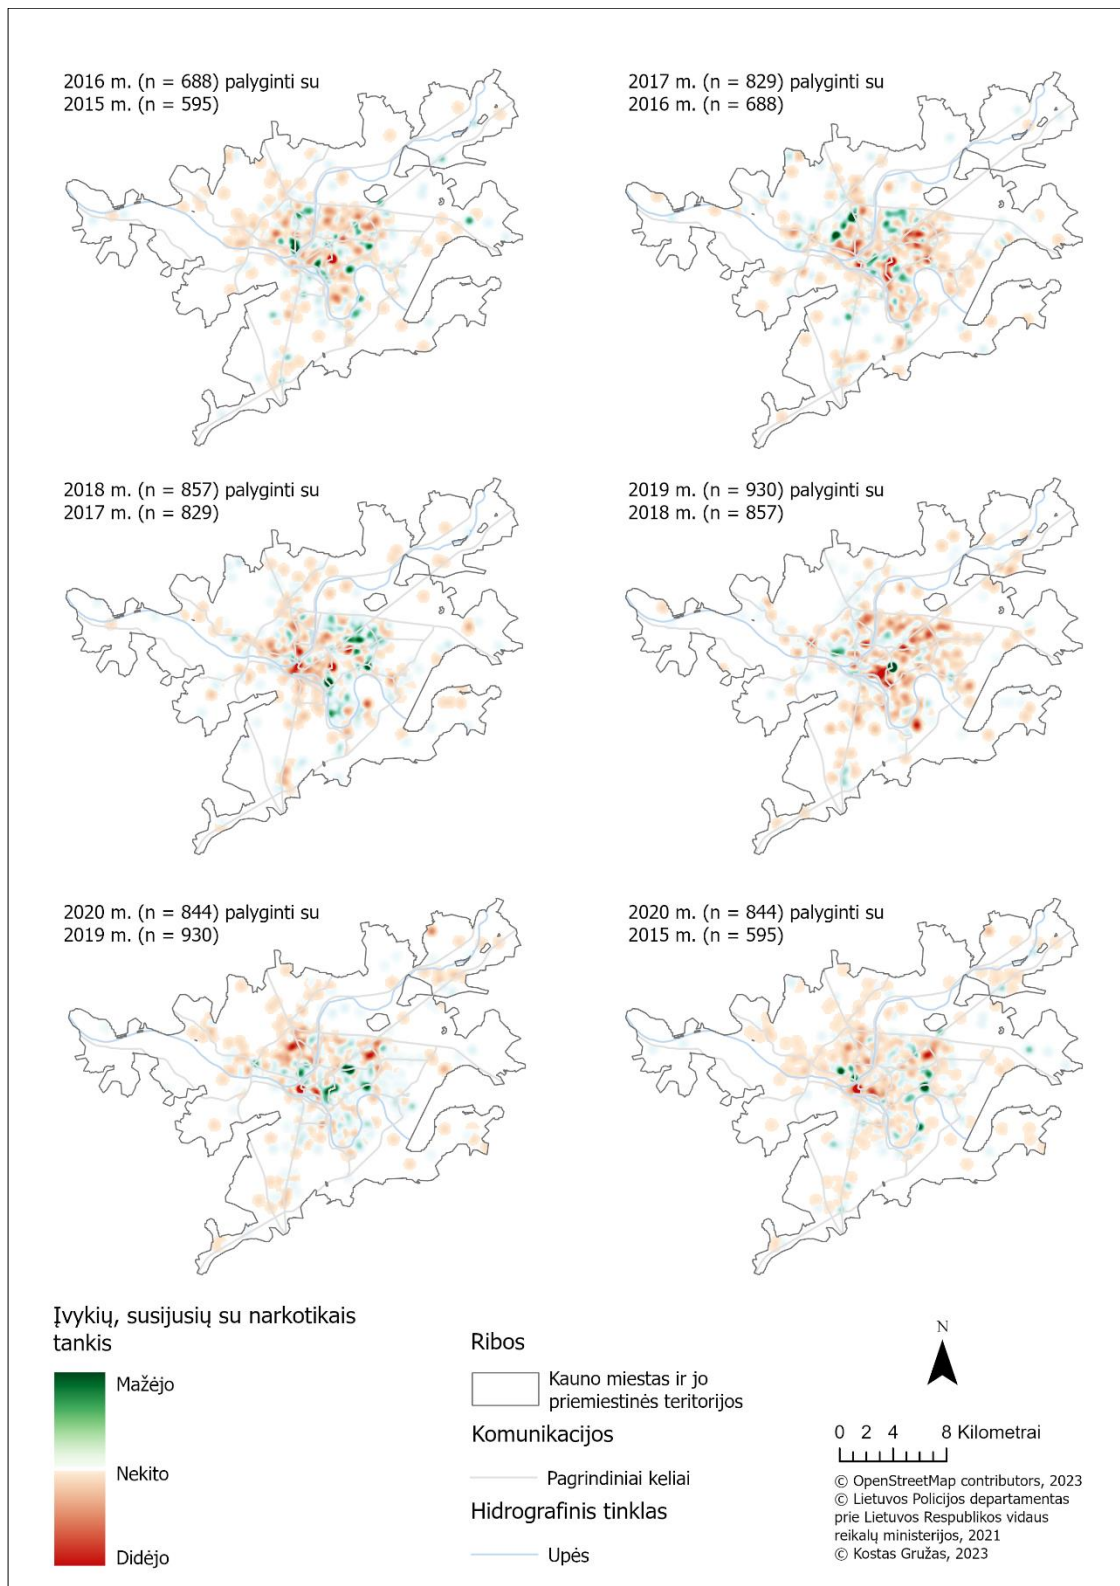 2016 m. (n = 688) palyginti su
2015 m. (n = 595)
2017 m. (n = 829) palyginti su
2016 m. (n = 688)
2018 m. (n = 857) palyginti su
2017 m. (n = 829)
2019 m. (n = 930) palyginti su
2018 m. (n = 857)
2020 m. (n = 844) palyginti su
2019 m. (n = 930)
2020 m. (n = 844) palyginti su
2015 m. (n = 595)
Įvykių, susijusių su narkotikais
tankis
Mažėjo
Nekito
Didėjo
Ribos
Kauno miestas ir jo
priemiestinės teritorijos
Komunikacijos
Pagrindiniai keliai
Hidrografinis tinklas
Upės
N
0 2 4 8 Kilometrai
© OpenStreetMap contributors, 2023
© Lietuvos Policijos departamentas
prie Lietuvos Respublikos vidaus
reikalų ministerijos, 2021
© Kostas Gružas, 2023